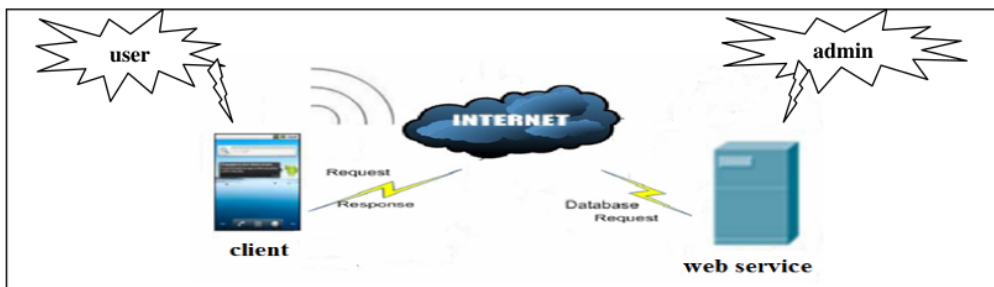 user
admin
INTERNET
Request
Response
Database
Request
client
web service